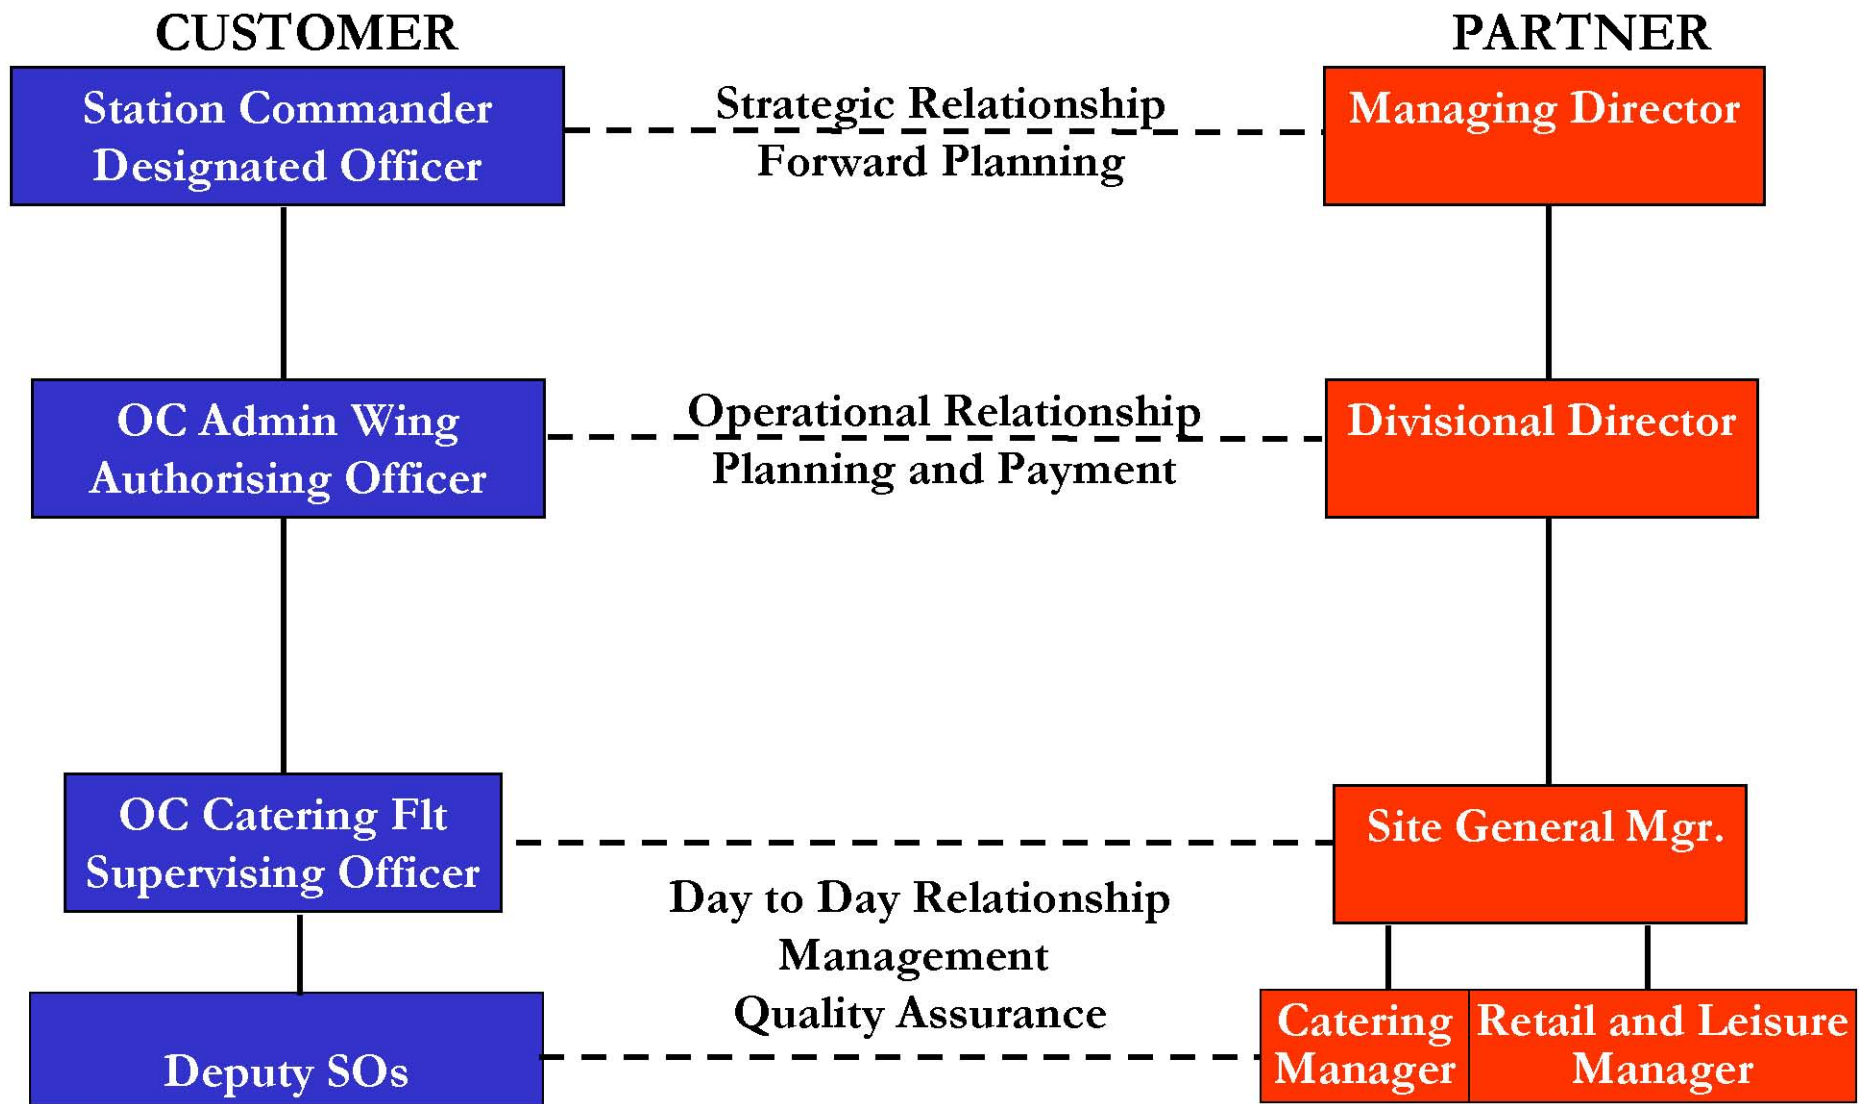 CUSTOMER
PARTNER
Station Commander
Designated Officer
Strategic Relationship
Forward Planning
Managing Director
OC Admin Wing
Authorising Officer
Operational Relationship
Planning and Payment
Divisional Director
OC Catering Flt
Supervising Officer
Site General Mgr.
Day to Day Relationship
Management
Quality Assurance
Deputy SOs
Catering
Manager
Retail and Leisure
Manager